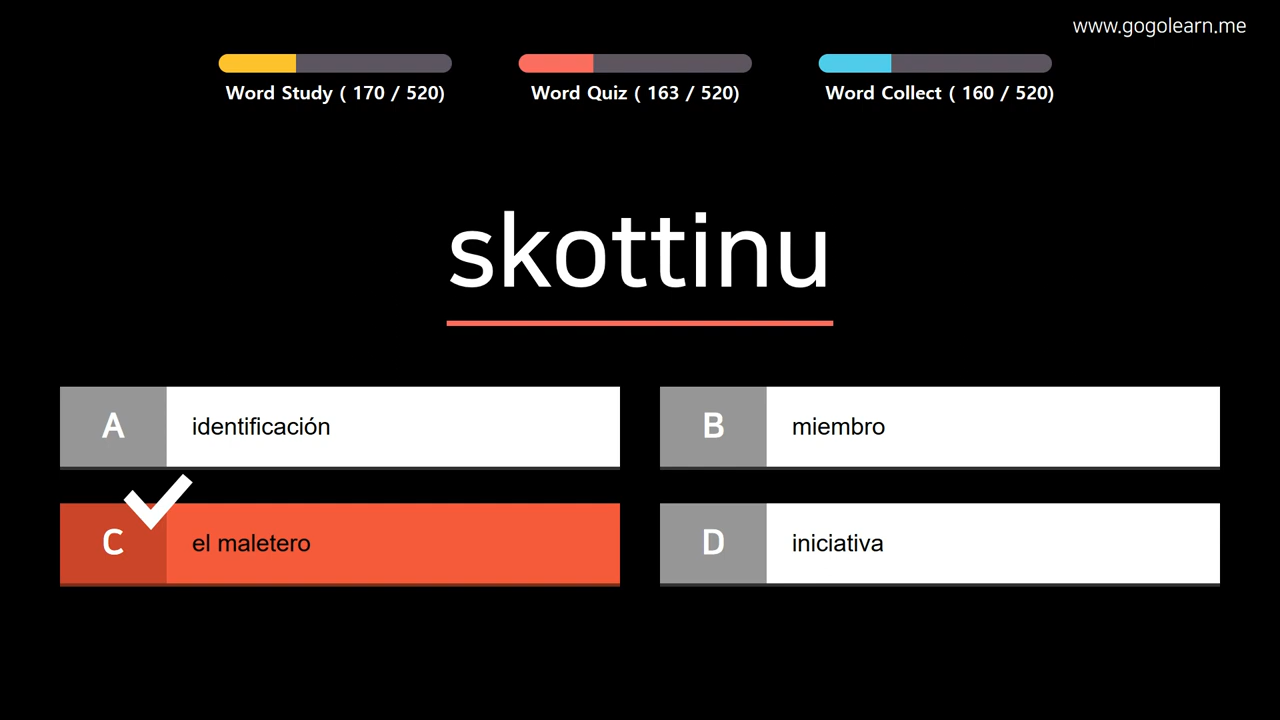 www.gogolearn.me
Word Study ( 170 / 520)
Word Quiz ( 163 / 520)
Word Collect ( 160 / 520)
skottinu
A identificación
B miembro
C el maletero
D iniciativa